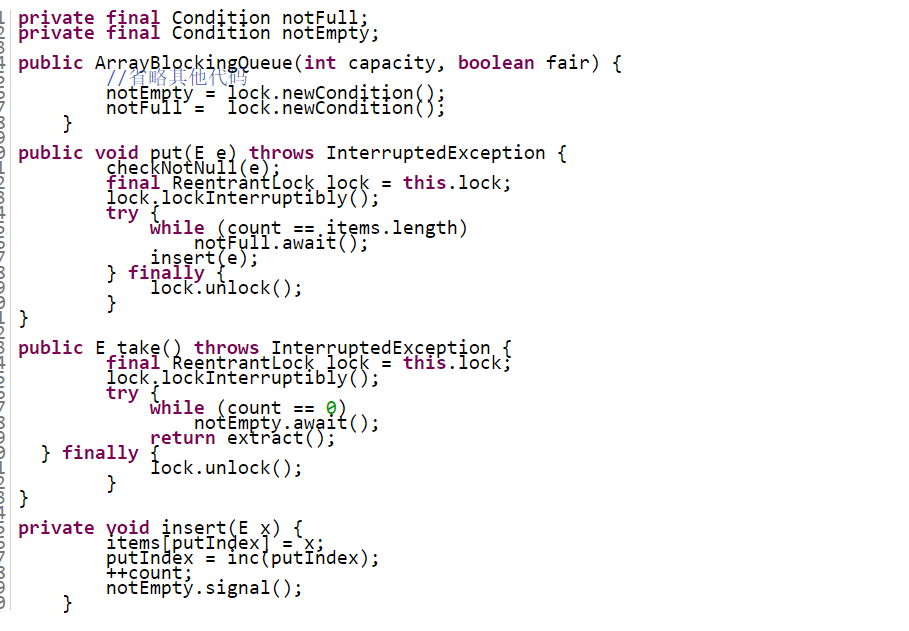 private final Condition notFull;
private final Condition notEmpty;
public ArrayBlockingQueue(int capacity, boolean fair) {
//省略其他代码
notEmpty = lock.newCondition();
notFull =  lock.newCondition();
}
public void put(E e) throws InterruptedException {
checkNotNull(e);
final ReentrantLock lock = this.lock;
lock.lockInterruptibly();
try {
while (count == items.length)
notFull.await();
insert(e);
} finally {
lock.unlock();
}
}
public E take() throws InterruptedException {
final ReentrantLock lock = this.lock;
lock.lockInterruptibly();
try {
while (count == 0)
notEmpty.await();
return extract();
} finally {
lock.unlock();
}
}
private void insert(E x) {
items[putIndex] = x;
putIndex = inc(putIndex);
++count;
notEmpty.signal();
}